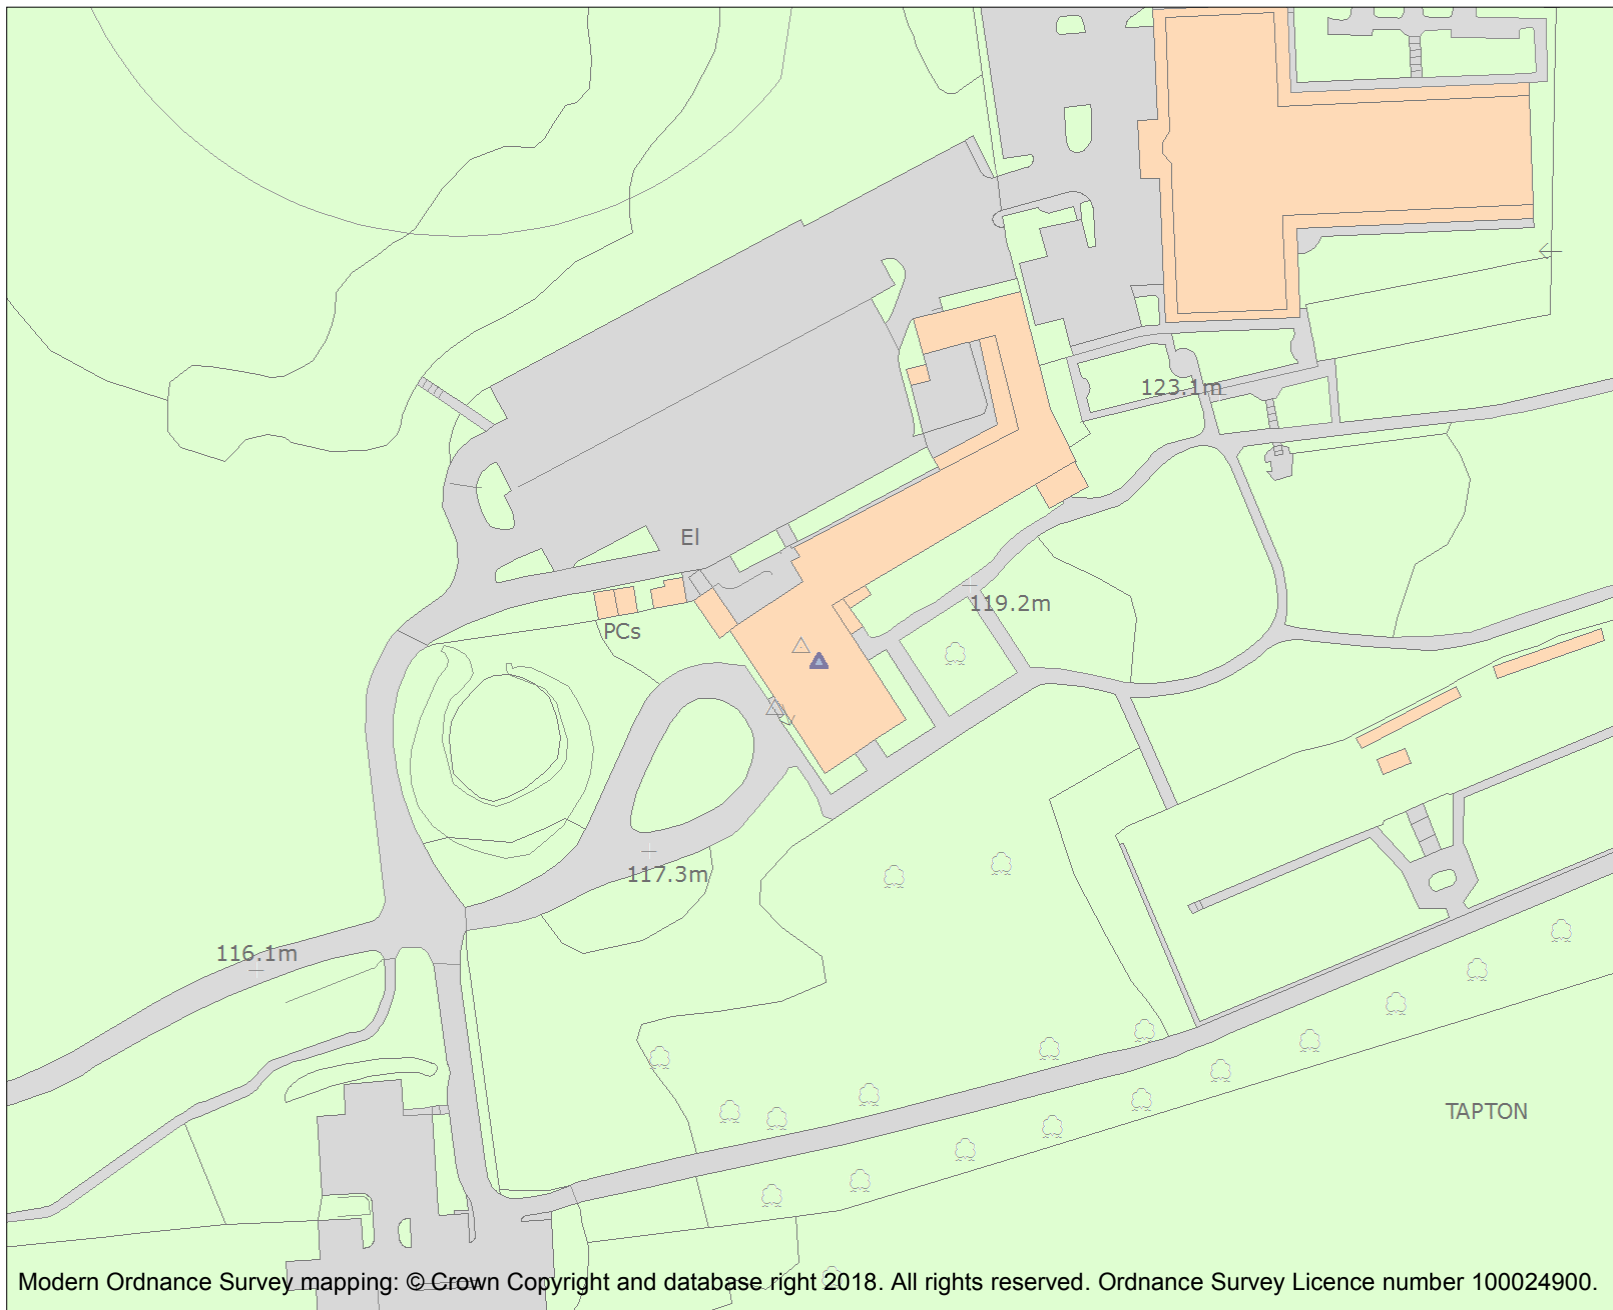 123.1m
El
119.2m
PCs
117.3m
116.1m
TAPTON
Modern Ordnance Survey mapping: © Crown Copyright and database right 2018. All rights reserved. Ordnance Survey Licence number 100024900.